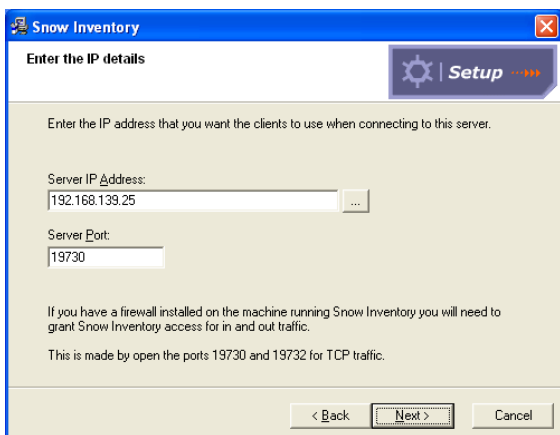 Snow Inventory
Enter the IP details
Setup
Enter the IP address that you want the clients to use when connecting to this server.
Server IP Address:
192.168.139.25
...
Server Port:
19730
If you have a firewall installed on the machine running Snow Inventory you will need to
grant Snow Inventory access for in and out traffic.
This is made by open the ports 19730 and 19732 for TCP traffic.
< Back
Next >
Cancel